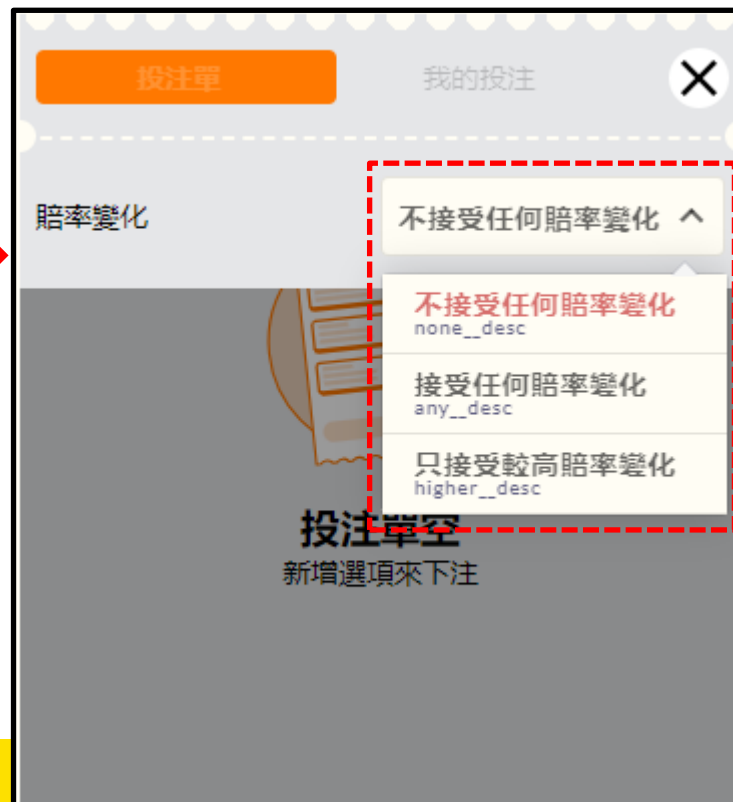 投注單
我的投注
賠率變化
不接受任何賠率變化
不接受任何賠率變化
none__desc
接受任何賠率變化
any__desc
只接受較高賠率變化
higher__desc
投注單空
新增選項來下注